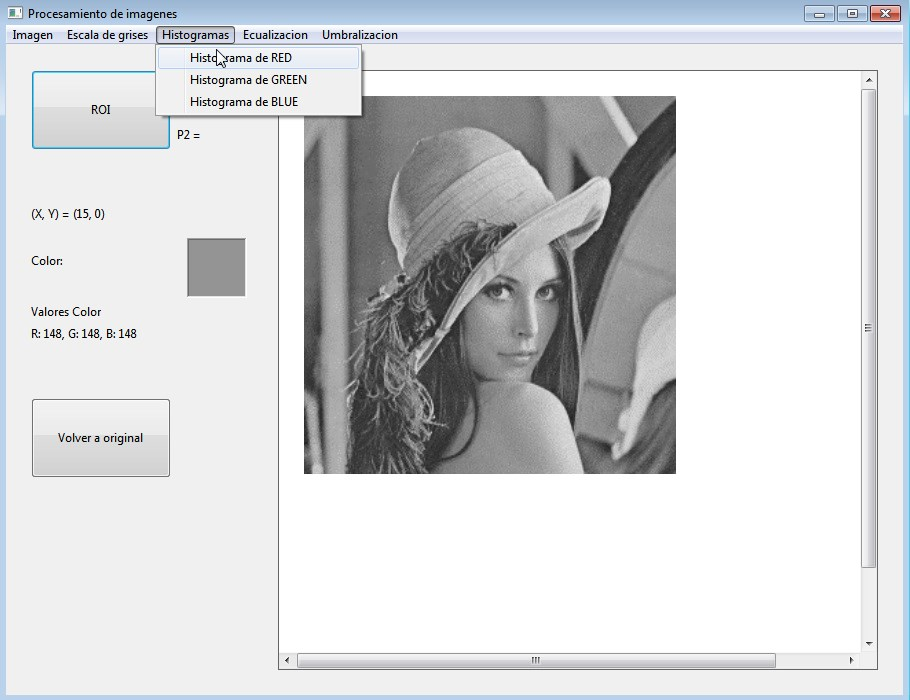 Procesamiento de imagenes
Imagen Escala de grises Histogramas Ecualizacion Umbralizacion
Histograma de RED
Histograma de GREEN
Histograma de BLUE
ROI
P2 =
(X, Y) = (15, 0)
Color:
Valores Color
R: 148, G: 148, B: 148
Volver a original